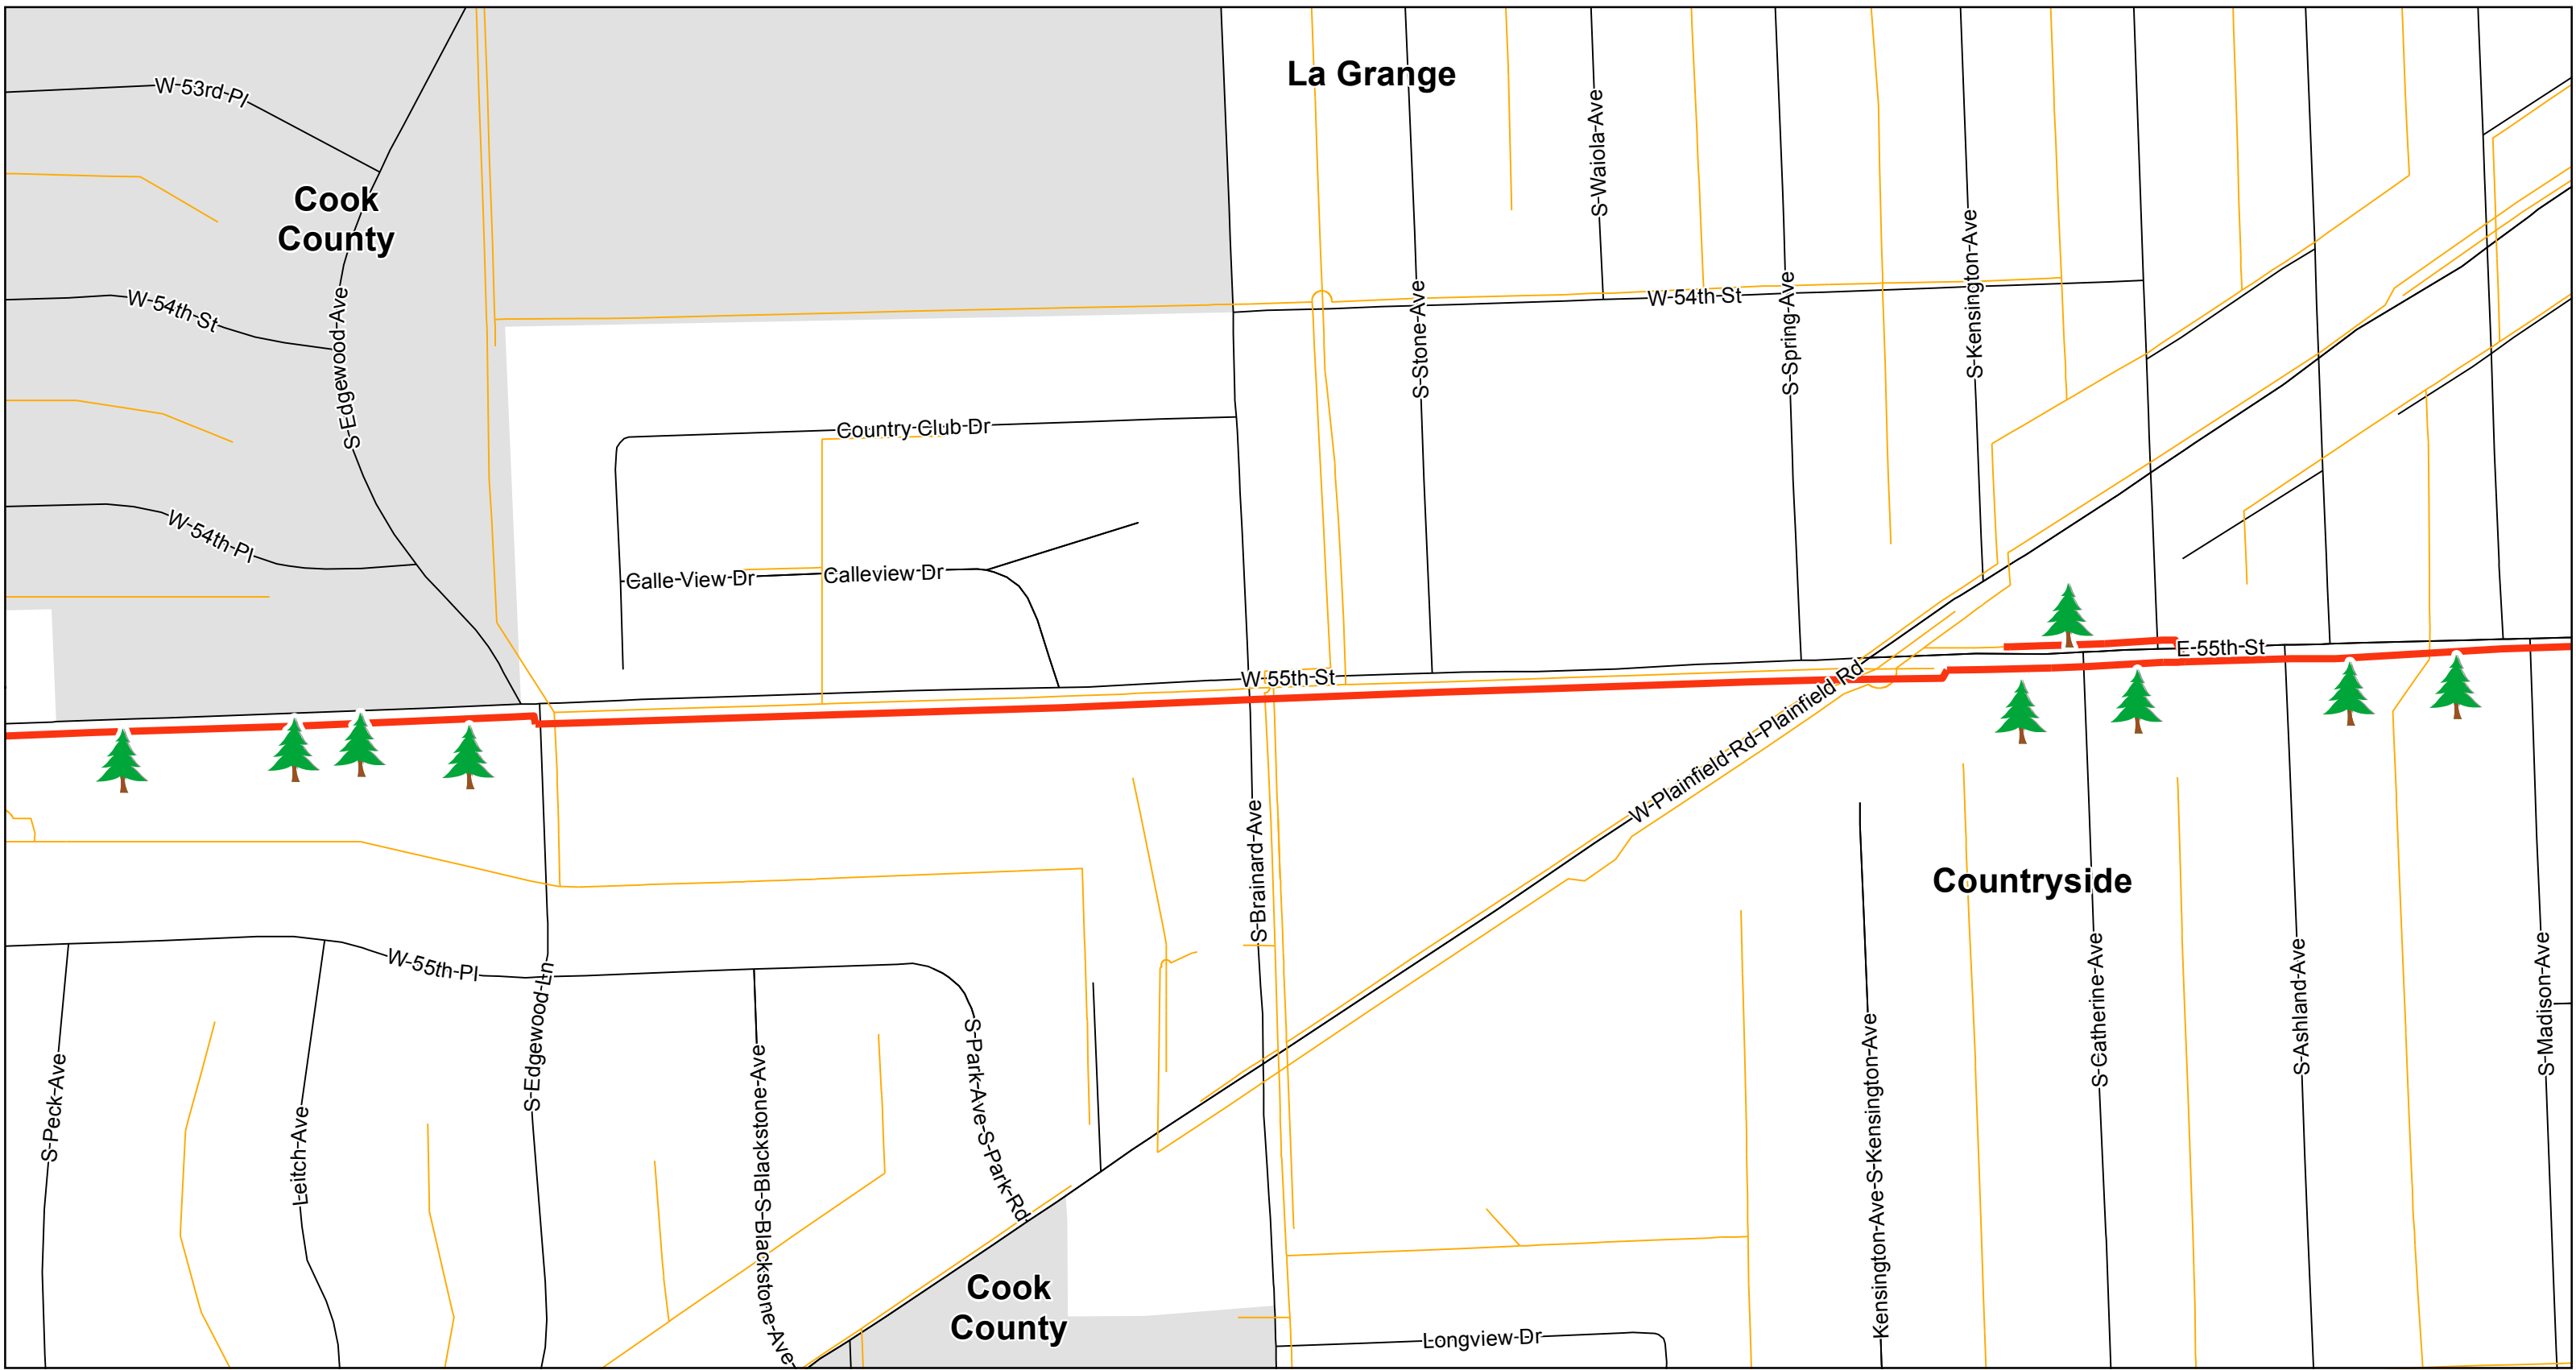 La Grange
W-53rd-Pl
S-Waiola-Ave
Cook
County
W-54th-St
S-Edgewood-Ave
W-54th-St
S-Stone-Ave
S-Spring-Ave
S-Kensington-Ave
Country-Club-Dr
W-54th-Pl
Calle-View-Dr
Calleview-Dr
W-55th-St
E-55th-St
W-Plainfield-Rd-Plainfield Rd
S-Brainard-Ave
Countryside
W-55th-Pl
S-Edgewood-Ln
S-Peck-Ave
Leitch-Ave
S-Blackstone-Ave-S-Blackstone-Ave
S-Park-Ave-S-Park-Rd
Kensington-Ave-S-Kensington-Ave
S-Catherine-Ave
S-Ashland-Ave
S-Madison-Ave
Cook
County
Longview-Dr